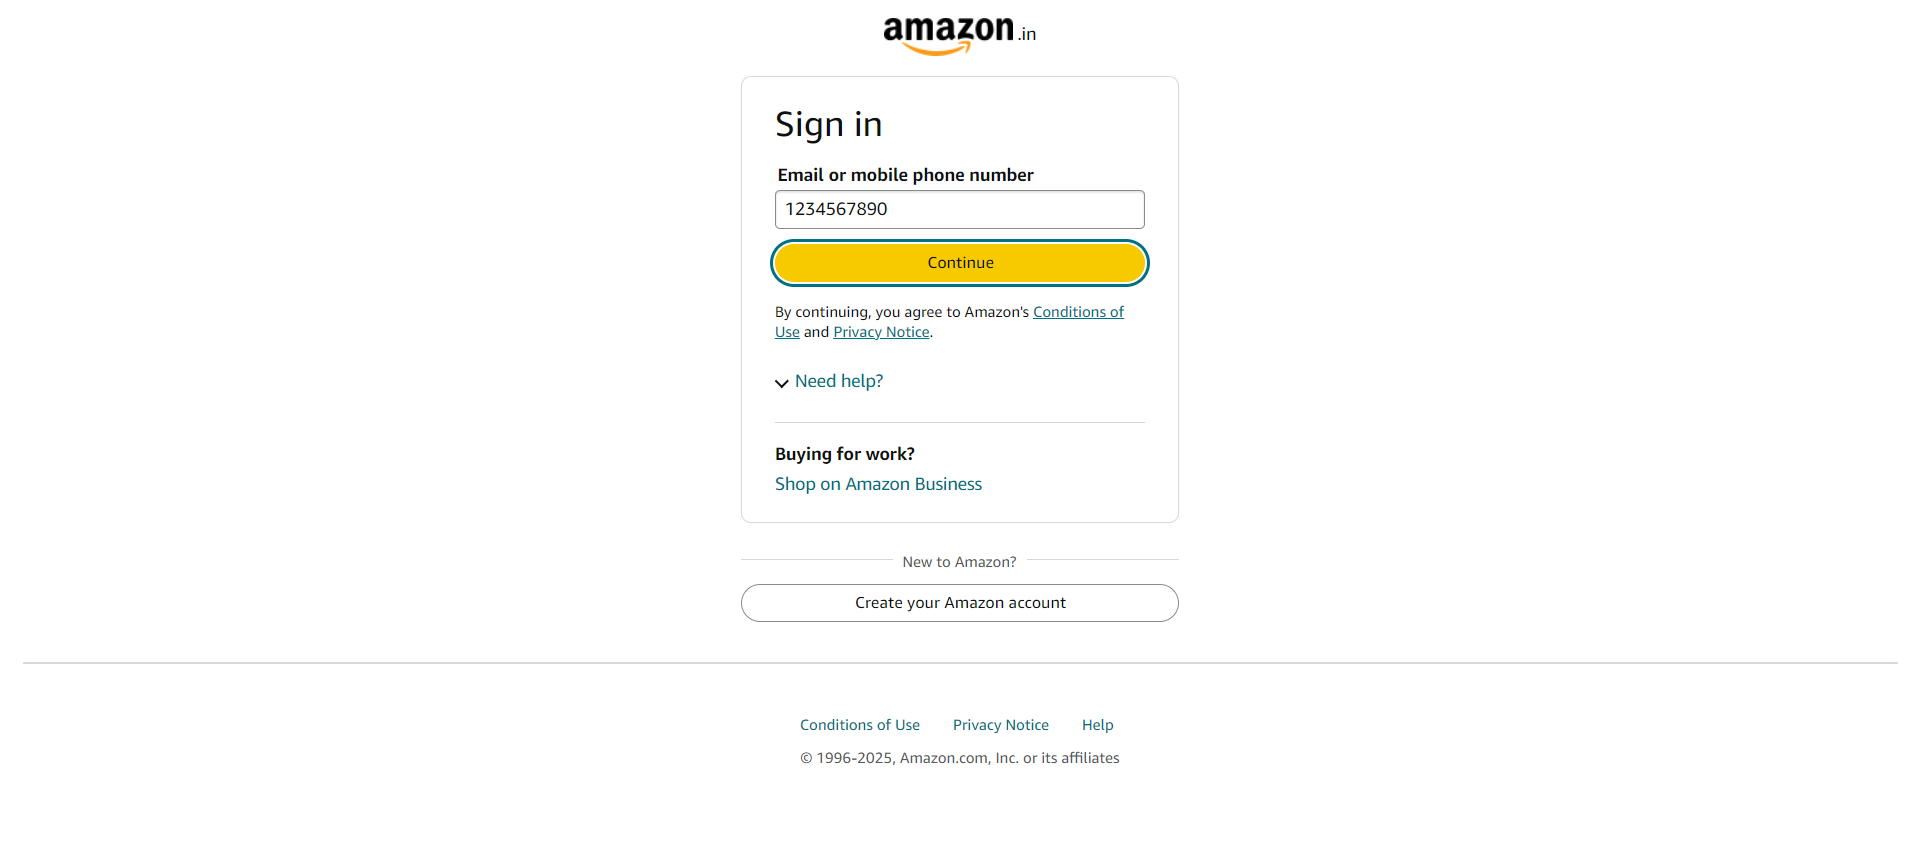 amazon.in
Sign in
Email or mobile phone number
1234567890
Continue
By continuing, you agree to Amazon's Conditions of
Use and Privacy Notice.
Need help?
Buying for work?
Shop on Amazon Business
New to Amazon?
Create your Amazon account
Conditions of Use Privacy Notice Help
© 1996-2025, Amazon.com, Inc. or its affiliates